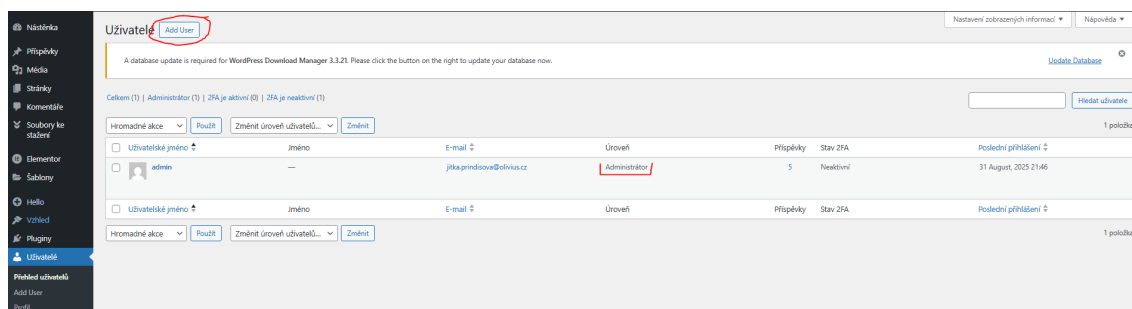 Nástěnka
Příspěvky
Média
Stránky
Komentáře
Soubory ke
stažení
Elementor
Šablony
Hello
Vzhled
Pluginy
Uživatelé
Přehled uživatelů
Add User
Profil
Nastavení zobrazených informací ▼ Nápověda ▼
Uživatelé Add User
A database update is required for WordPress Download Manager 3.3.21. Please click the button on the right to update your database now. Update Database
Celkem (1) | Administrátor (1) | 2FA je aktivní (0) | 2FA je neaktivní (1)
Hledat uživatele
Hromadné akce Použít Změnit úroveň uživatelů... Změnit 1 položka
Uživatelské jméno Jméno E-mail Úroveň Příspěvky Stav 2FA Poslední přihlášení
admin — jitka.prindisova@olivius.cz Administrátor 5 Neaktivní 31 August, 2025 21:46
Uživatelské jméno Jméno E-mail Úroveň Příspěvky Stav 2FA Poslední přihlášení
Hromadné akce Použít Změnit úroveň uživatelů... Změnit 1 položka